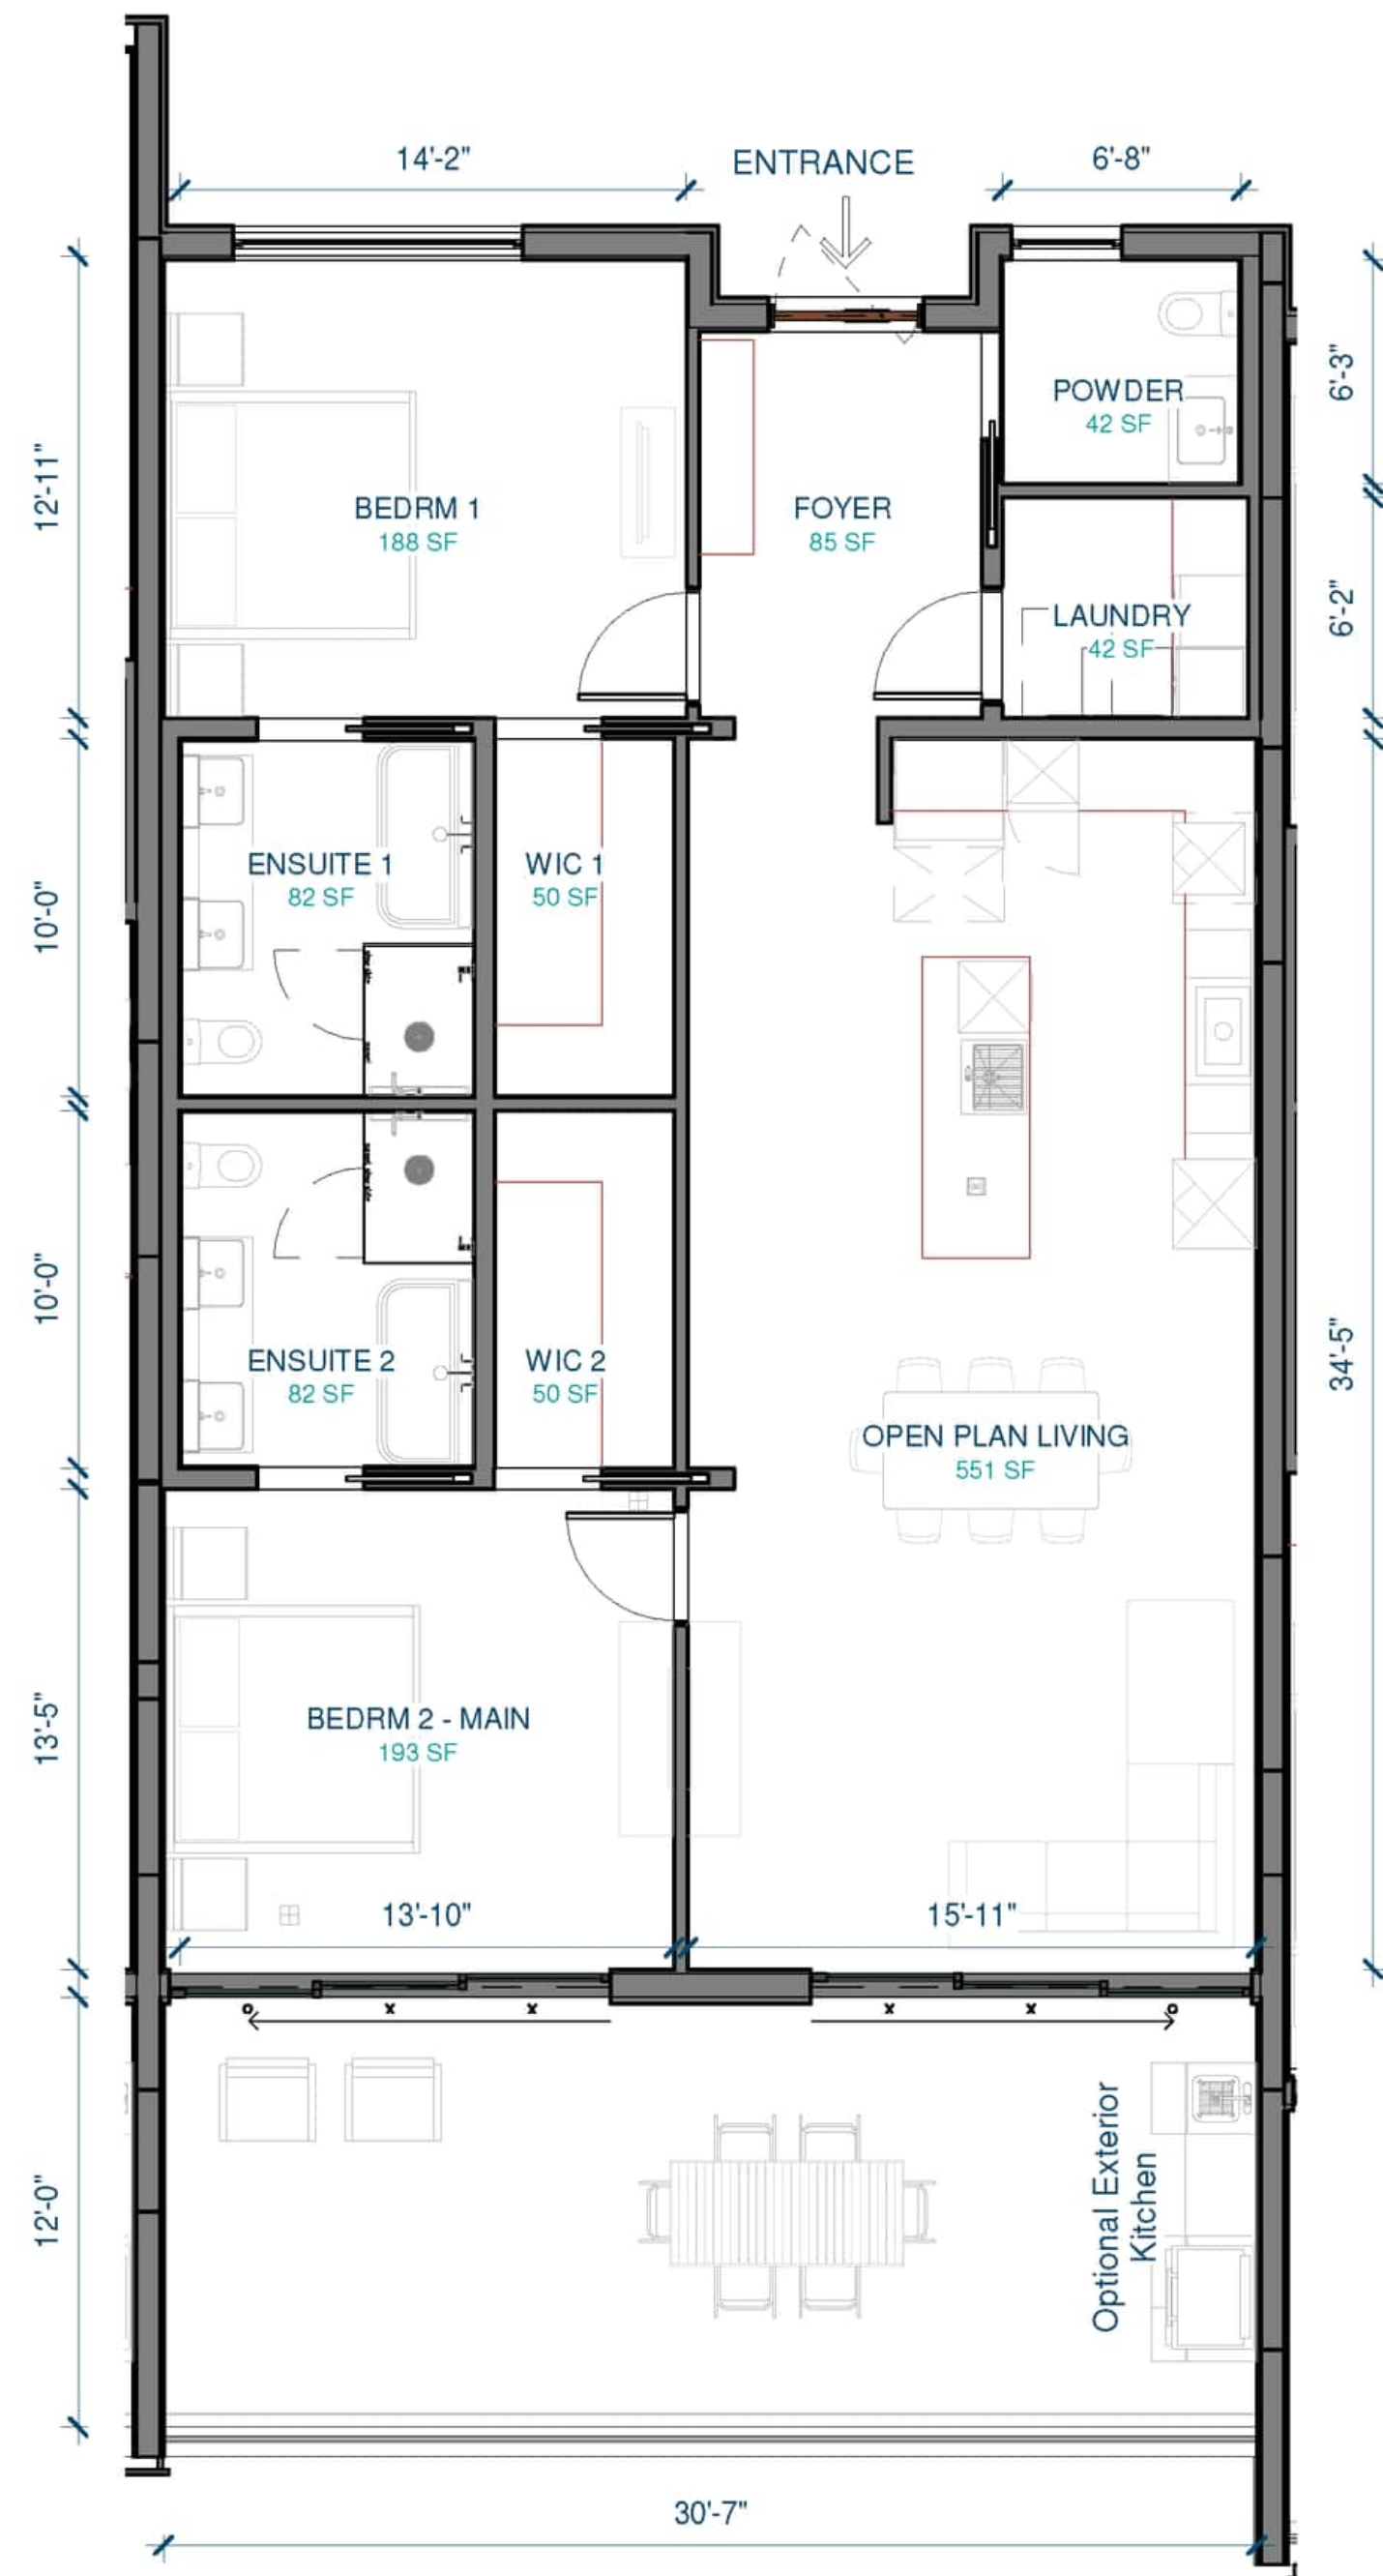 14'-2"
ENTRANCE
6'-8"
12'-11"
6'-3"
POWDER
42 SF
BEDRM 1
188 SF
FOYER
85 SF
6'-2"
LAUNDRY
42 SF
10'-0"
ENSUITE 1
82 SF
WIC 1
50 SF
10'-0"
ENSUITE 2
82 SF
WIC 2
50 SF
34'-5"
OPEN PLAN LIVING
551 SF
13'-5"
BEDRM 2 - MAIN
193 SF
13'-10"
15'-11"
o x x x x o
12'-0"
Optional Exterior
Kitchen
30'-7"